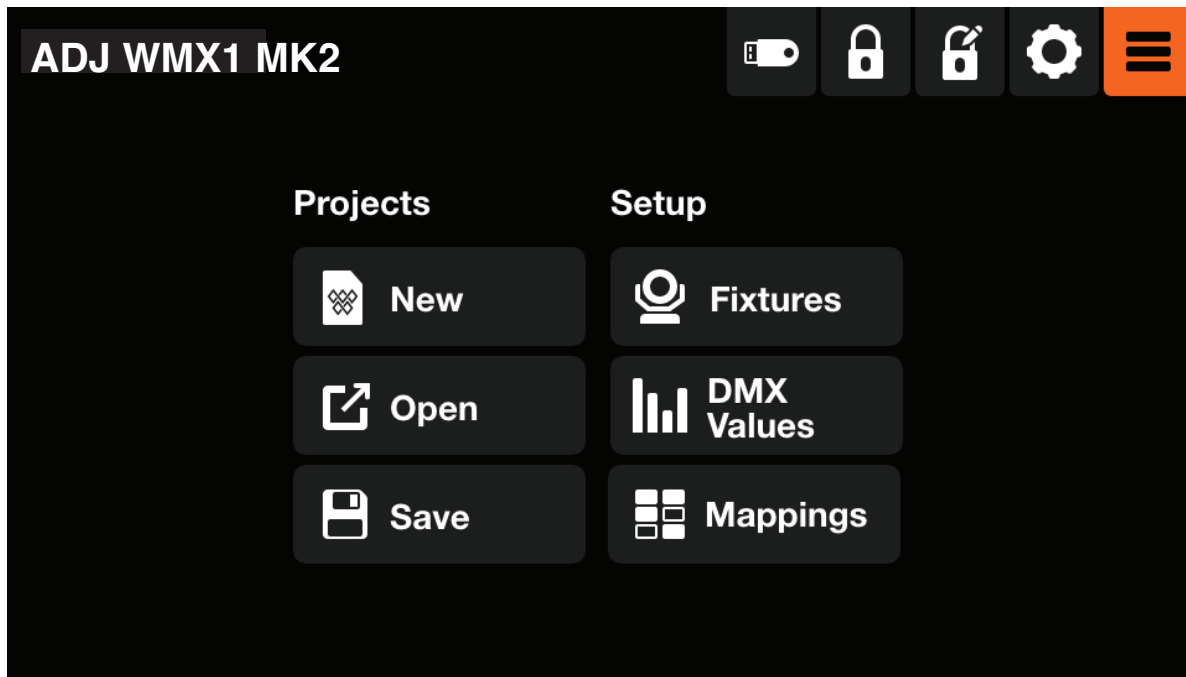 ADJ WMX1 MK2
Projects
Setup
New
Fixtures
Open
DMX
Values
Save
Mappings